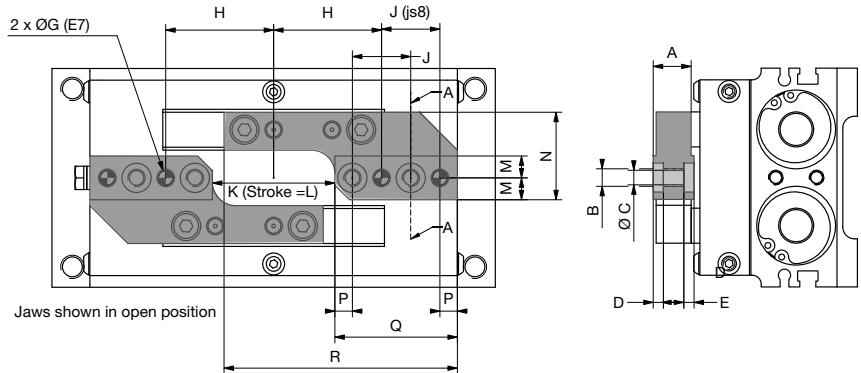 H
H
J (js8)
2 x ØG (E7)
J
A
A
N
M
K (Stroke =L)
M
B
Ø C
A
D
P
P
D
E
Jaws shown in open position
Q
R